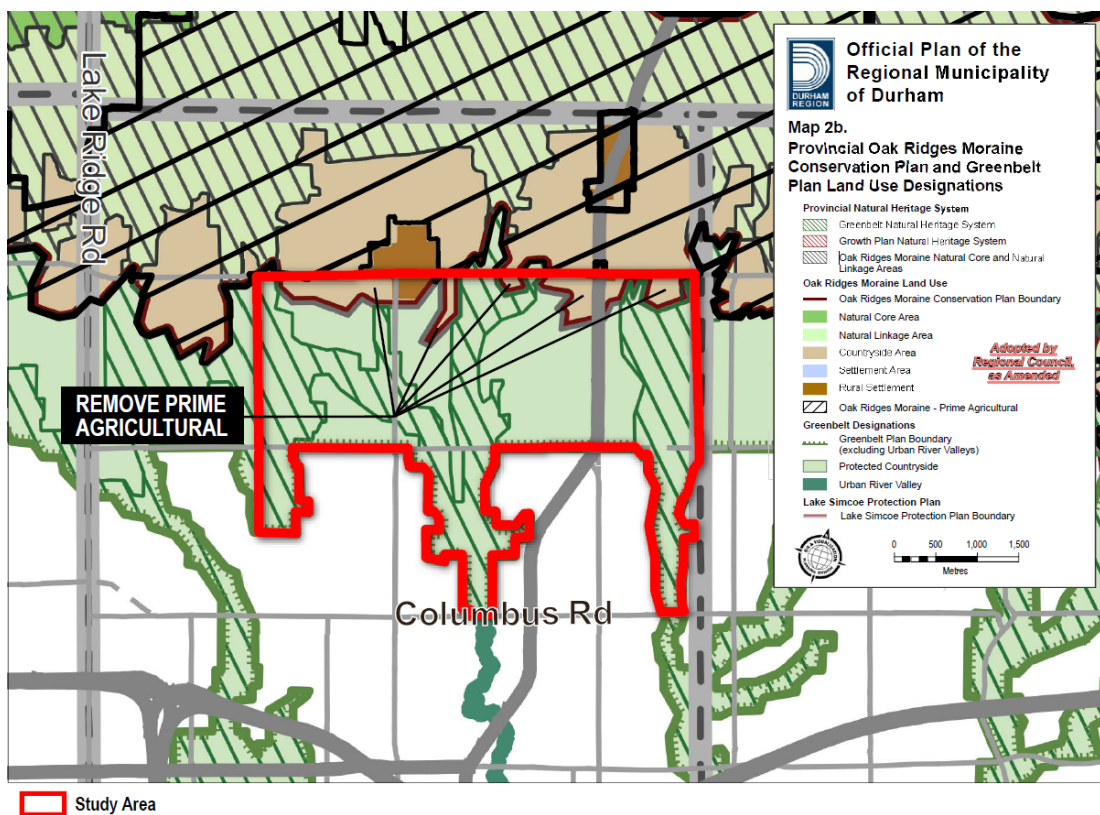 Lake Ridge Rd
REMOVE PRIME
AGRICULTURAL
Columbus Rd
DURHAM
REGION
Official Plan of the
Regional Municipality
of Durham
Map 2b.
Provincial Oak Ridges Moraine
Conservation Plan and Greenbelt
Plan Land Use Designations
Provincial Natural Heritage System
Greenbelt Natural Heritage System
Growth Plan Natural Heritage System
Oak Ridges Moraine Natural Core and Natural
Linkage Areas
Oak Ridges Moraine Land Use
Oak Ridges Moraine Conservation Plan Boundary
Natural Core Area
Natural Linkage Area
Countryside Area
Settlement Area
Rural Settlement
Oak Ridges Moraine - Prime Agricultural
Adopted by
Regional Council,
as Amended
Greenbelt Designations
Greenbelt Plan Boundary
(excluding Urban River Valleys)
Protected Countryside
Urban River Valley
Lake Simcoe Protection Plan
Lake Simcoe Protection Plan Boundary
0 500 1,000 1,500
Metres
Study Area